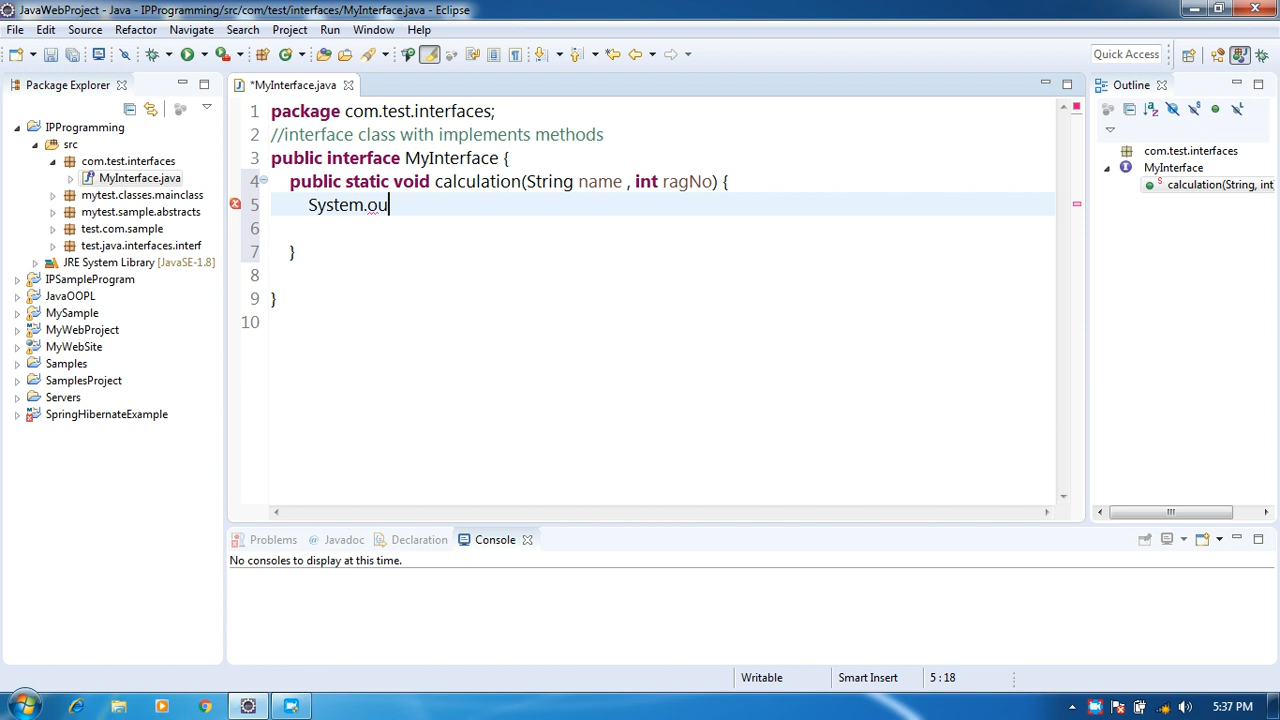 JavaWebProject - Java - IPProgramming/src/com/test/interfaces/MyInterface.java - Eclipse
File Edit Source Refactor Navigate Search Project Run Window Help
Quick Access
Package Explorer
*MyInterface.java
Outline
IPProgramming
src
com.test.interfaces
MyInterface.java
mytest.classes.mainclass
mytest.sample.abstracts
test.com.sample
test.java.interfaces.interf
JRE System Library [JavaSE-1.8]
IPSampleProgram
JavaOOPL
MySample
MyWebProject
MyWebSite
Samples
SamplesProject
Servers
SpringHibernateExample
1 package com.test.interfaces;
2 //interface class with implements methods
3 public interface MyInterface {
4 public static void calculation(String name , int ragNo) {
5 System.ou
6
7 }
8
9 }
10
com.test.interfaces
MyInterface
calculation(String, int
Problems Javadoc Declaration Console
No consoles to display at this time.
Writable Smart Insert 5 : 18
5:37 PM